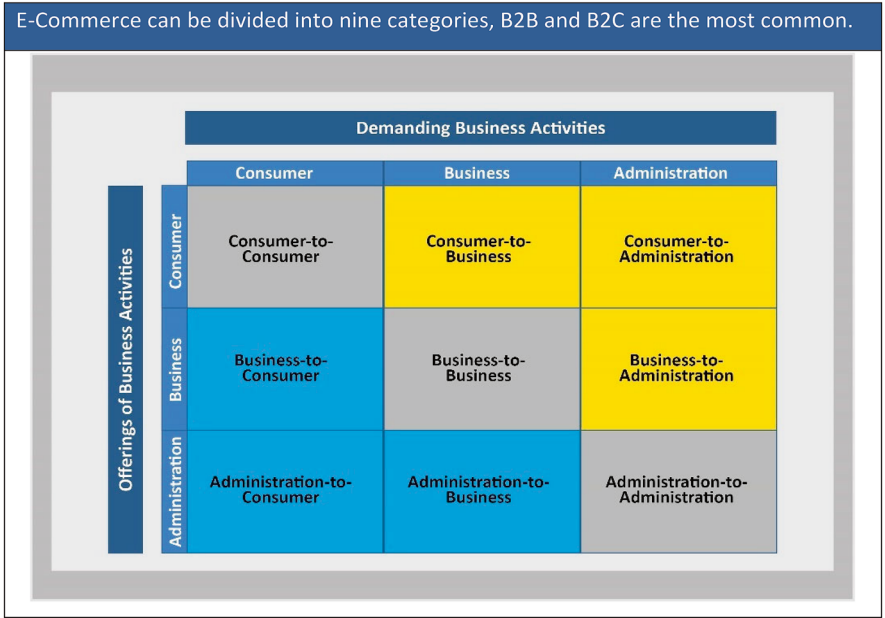 E-Commerce can be divided into nine categories, B2B and B2C are the most common.
Demanding Business Activities
Consumer
Business
Administration
Offerings of Business Activities
Consumer
Consumer-to-
Consumer
Consumer-to-
Business
Consumer-to-
Administration
Business
Business-to-
Consumer
Business-to-
Business
Business-to-
Administration
Administration
Administration-to-
Consumer
Administration-to-
Business
Administration-to-
Administration